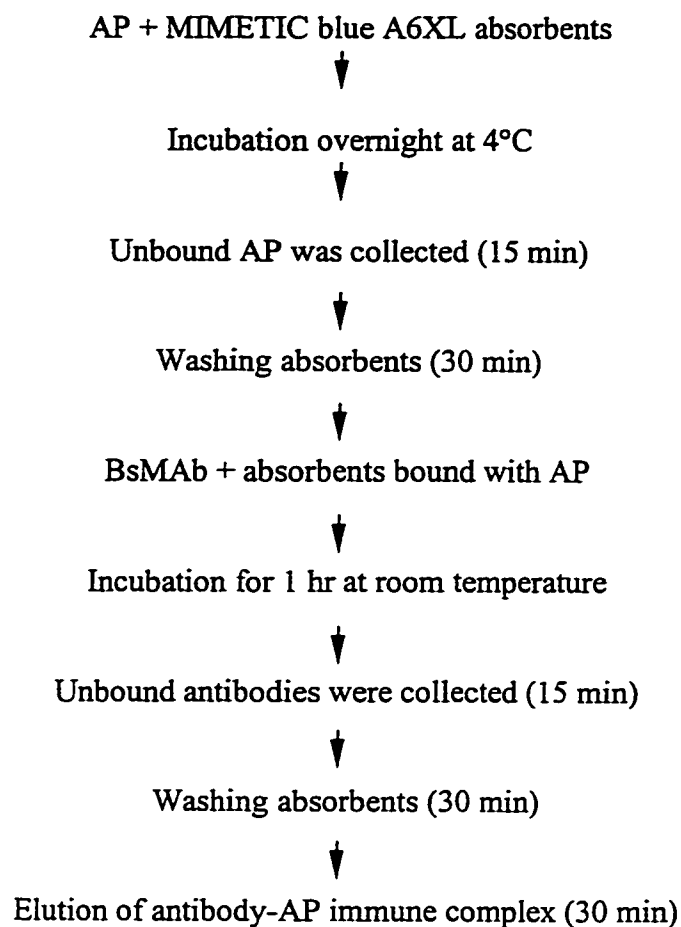 AP + MIMETIC blue A6XL absorbents
Incubation overnight at 4°C
Unbound AP was collected (15 min)
Washing absorbents (30 min)
BsMAb + absorbents bound with AP
Incubation for 1 hr at room temperature
Unbound antibodies were collected (15 min)
Washing absorbents (30 min)
Elution of antibody-AP immune complex (30 min)